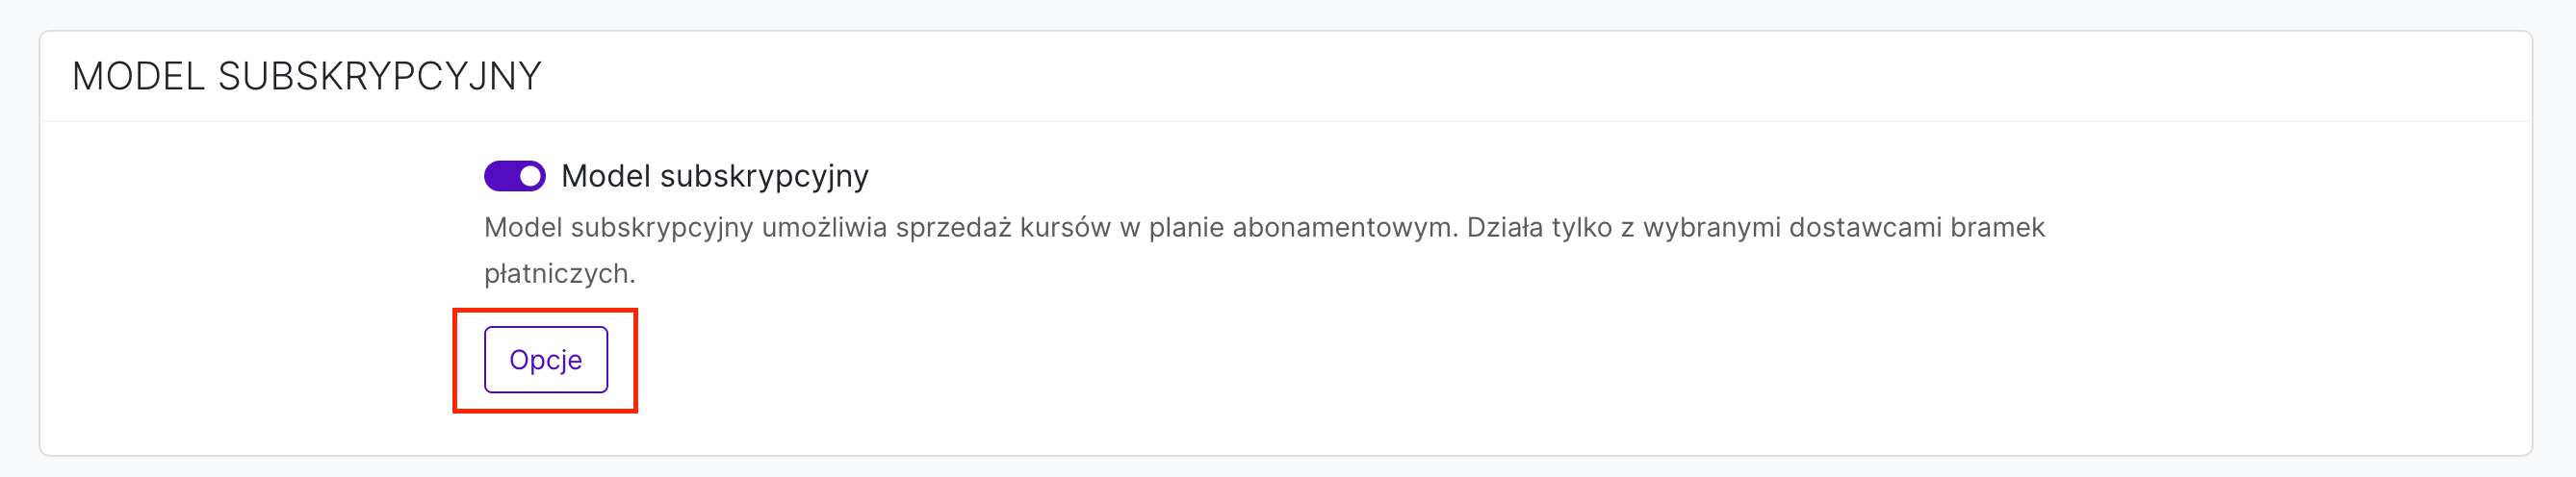 MODEL SUBSKRYPCYJNY
Model subskrypcyjny
Model subskrypcyjny umożliwia sprzedaż kursów w planie abonamentowym. Działa tylko z wybranymi dostawcami bramek
płatniczych.
Opcje